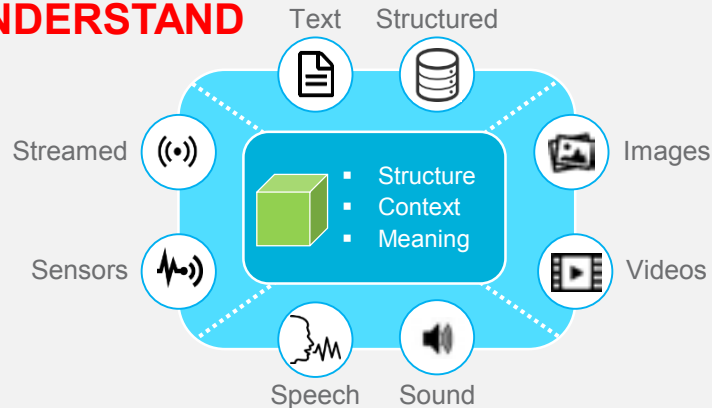 NDERSTAND
Text
Structured
Streamed
Images
Structure
Context
Meaning
Sensors
Videos
Speech
Sound